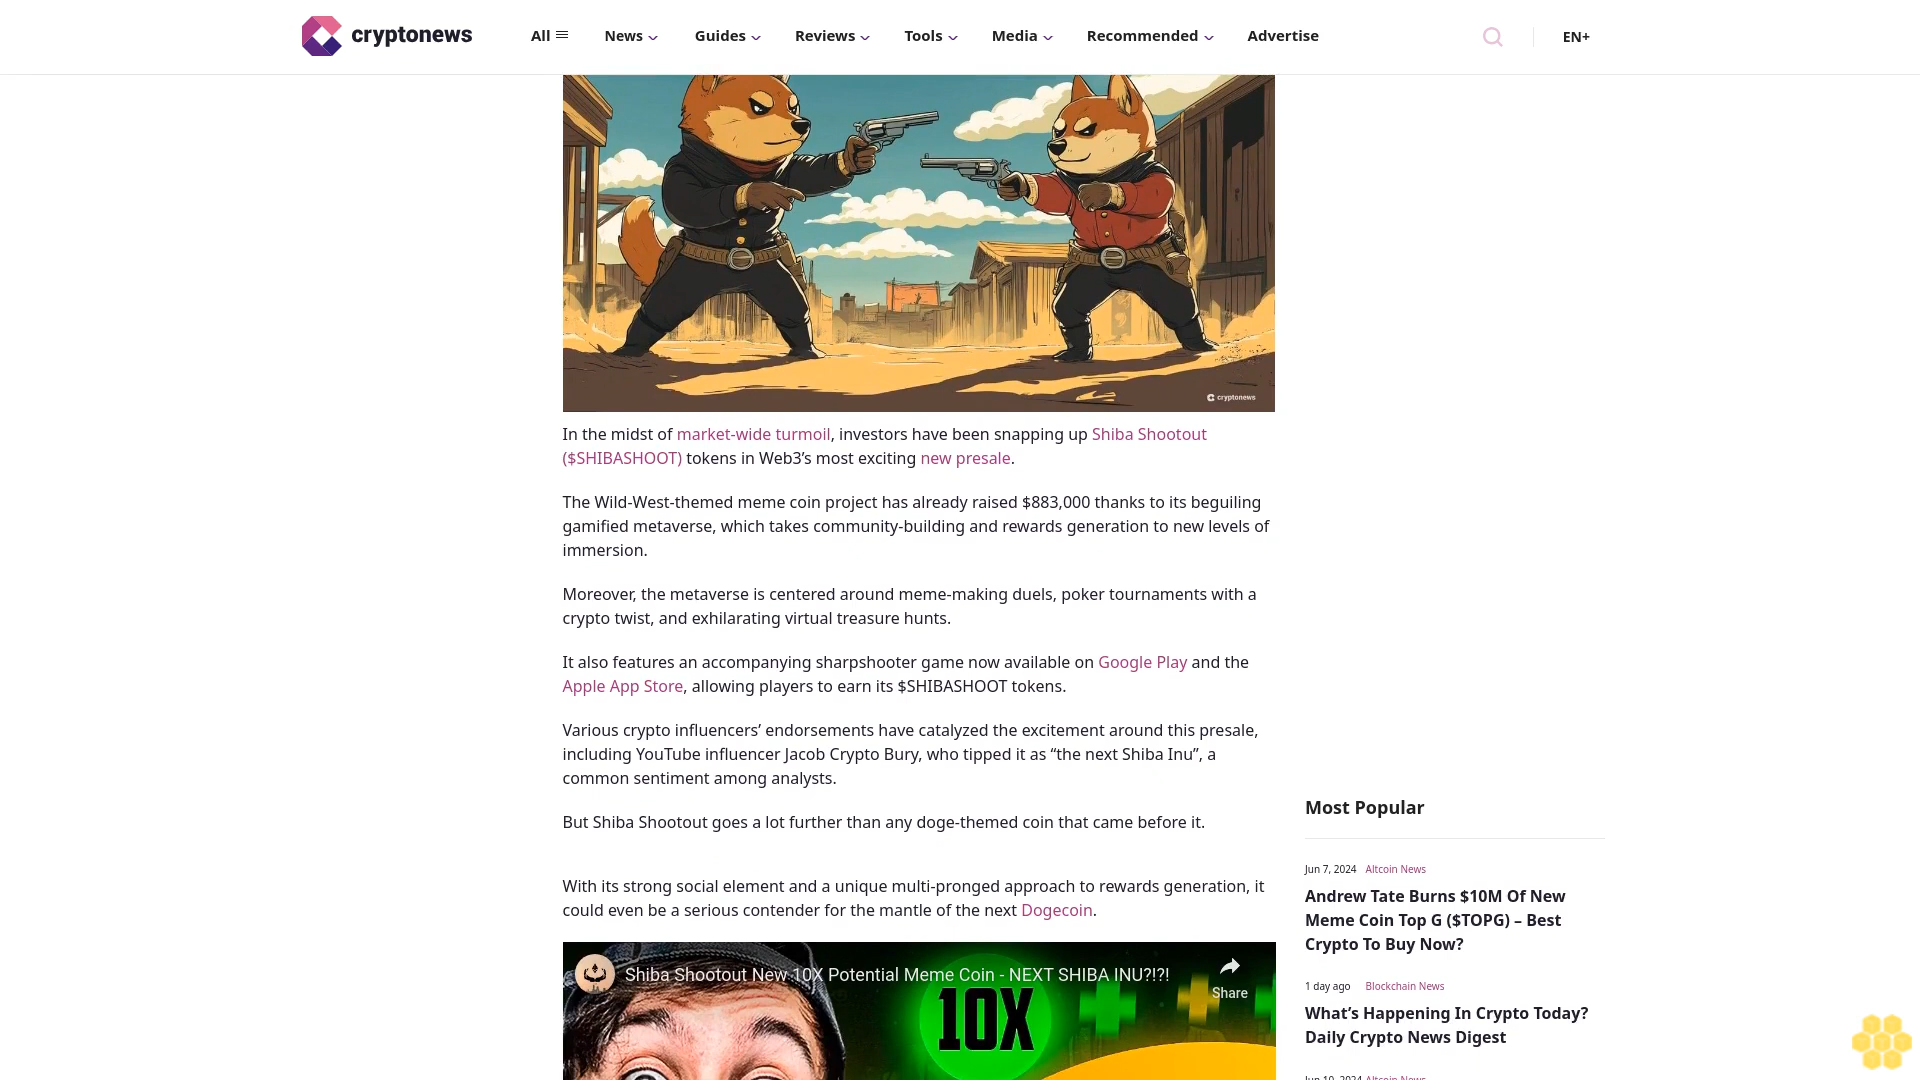 cryptonews
All
News
Guides
Reviews
Tools
Media
Recommended
Advertise
EN+
cryptonews
In the midst of market-wide turmoil, investors have been snapping up Shiba Shootout
($SHIBASHOOT) tokens in Web3’s most exciting new presale.
The Wild-West-themed meme coin project has already raised $883,000 thanks to its beguiling
gamified metaverse, which takes community-building and rewards generation to new levels of
immersion.
Moreover, the metaverse is centered around meme-making duels, poker tournaments with a
crypto twist, and exhilarating virtual treasure hunts.
It also features an accompanying sharpshooter game now available on Google Play and the
Apple App Store, allowing players to earn its $SHIBASHOOT tokens.
Various crypto influencers’ endorsements have catalyzed the excitement around this presale,
including YouTube influencer Jacob Crypto Bury, who tipped it as “the next Shiba Inu”, a
common sentiment among analysts.
But Shiba Shootout goes a lot further than any doge-themed coin that came before it.
With its strong social element and a unique multi-pronged approach to rewards generation, it
could even be a serious contender for the mantle of the next Dogecoin.
Shiba Shootout New 10X Potential Meme Coin - NEXT SHIBA INU?!?!
Share
10X
Most Popular
Jun 7, 2024 Altcoin News
Andrew Tate Burns $10M Of New
Meme Coin Top G ($TOPG) – Best
Crypto To Buy Now?
1 day ago Blockchain News
What’s Happening In Crypto Today?
Daily Crypto News Digest
Jun 10, 2024 Altcoin News